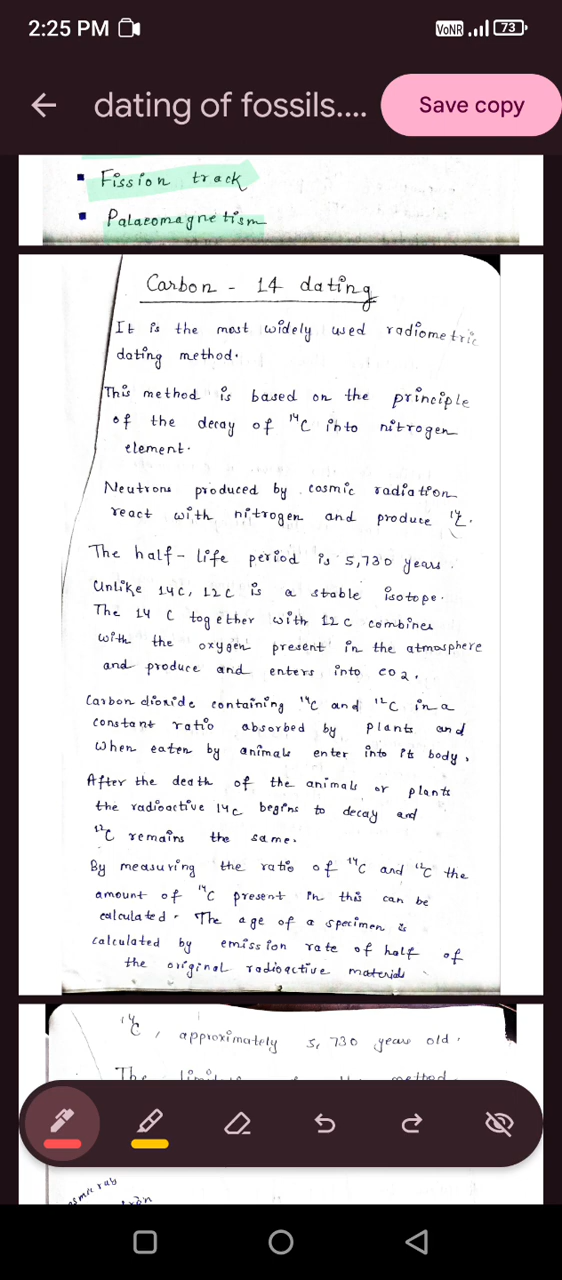 2:25 PM
VoNR 73
dating of fossils....
Save copy
▪ Fission track
▪ Palaeomagnetism
Carbon - 14 dating
It is the most widely used radiometric
dating method.
This method is based on the principle
of the decay of ¹⁴C into nitrogen
element.
Neutrons produced by cosmic radiation
react with nitrogen and produce ¹⁴C.
The half-life period is 5,730 years.
Unlike 14C, 12C is a stable isotope.
The 14 C together with 12 C combines
with the oxygen present in the atmosphere
and produce and enters into CO2.
Carbon dioxide containing ¹⁴C and ¹²C in a
constant ratio absorbed by plants and
When eaten by animals enter into its body.
After the death of the animals or plants
the radioactive 14C begins to decay and
¹²C remains the same.
By measuring the ratio of ¹⁴C and ¹²C the
amount of ¹⁴C present in this can be
calculated. The age of a specimen is
calculated by emission rate of half of
the original radioactive materials
¹⁴C, approximately 5,730 years old.
The